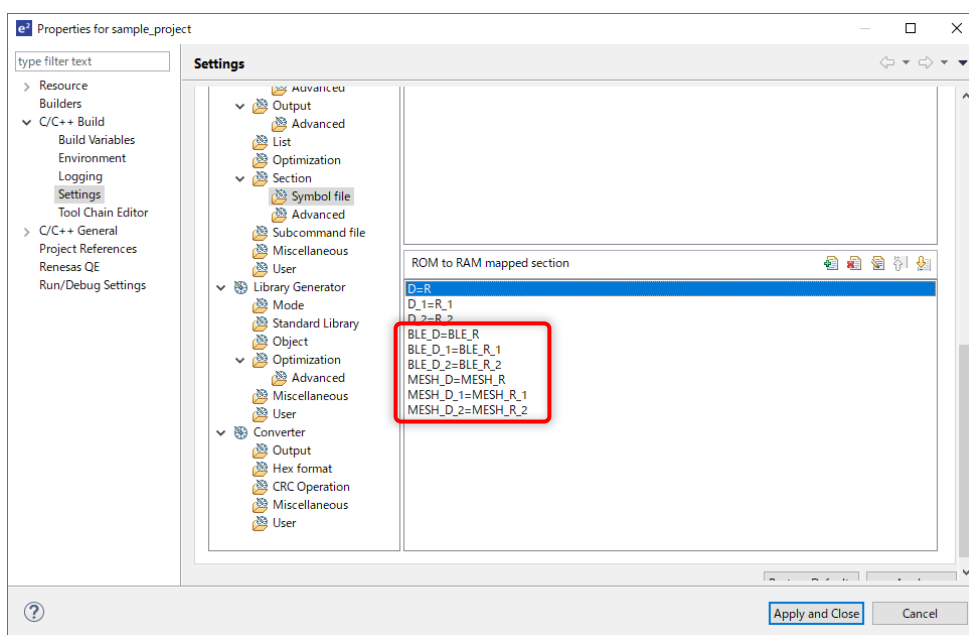 e² Properties for sample_project
type filter text
Settings
Resource
Builders
C/C++ Build
Build Variables
Environment
Logging
Settings
Tool Chain Editor
C/C++ General
Project References
Renesas QE
Run/Debug Settings
Advanced
Output
Advanced
List
Optimization
Section
Symbol file
Advanced
Subcommand file
Miscellaneous
User
Library Generator
Mode
Standard Library
Object
Optimization
Advanced
Miscellaneous
User
Converter
Output
Hex format
CRC Operation
Miscellaneous
User
ROM to RAM mapped section
D=R
D_1=R_1
D_2=R_2
BLE_D=BLE_R
BLE_D_1=BLE_R_1
BLE_D_2=BLE_R_2
MESH_D=MESH_R
MESH_D_1=MESH_R_1
MESH_D_2=MESH_R_2
Apply and Close
Cancel